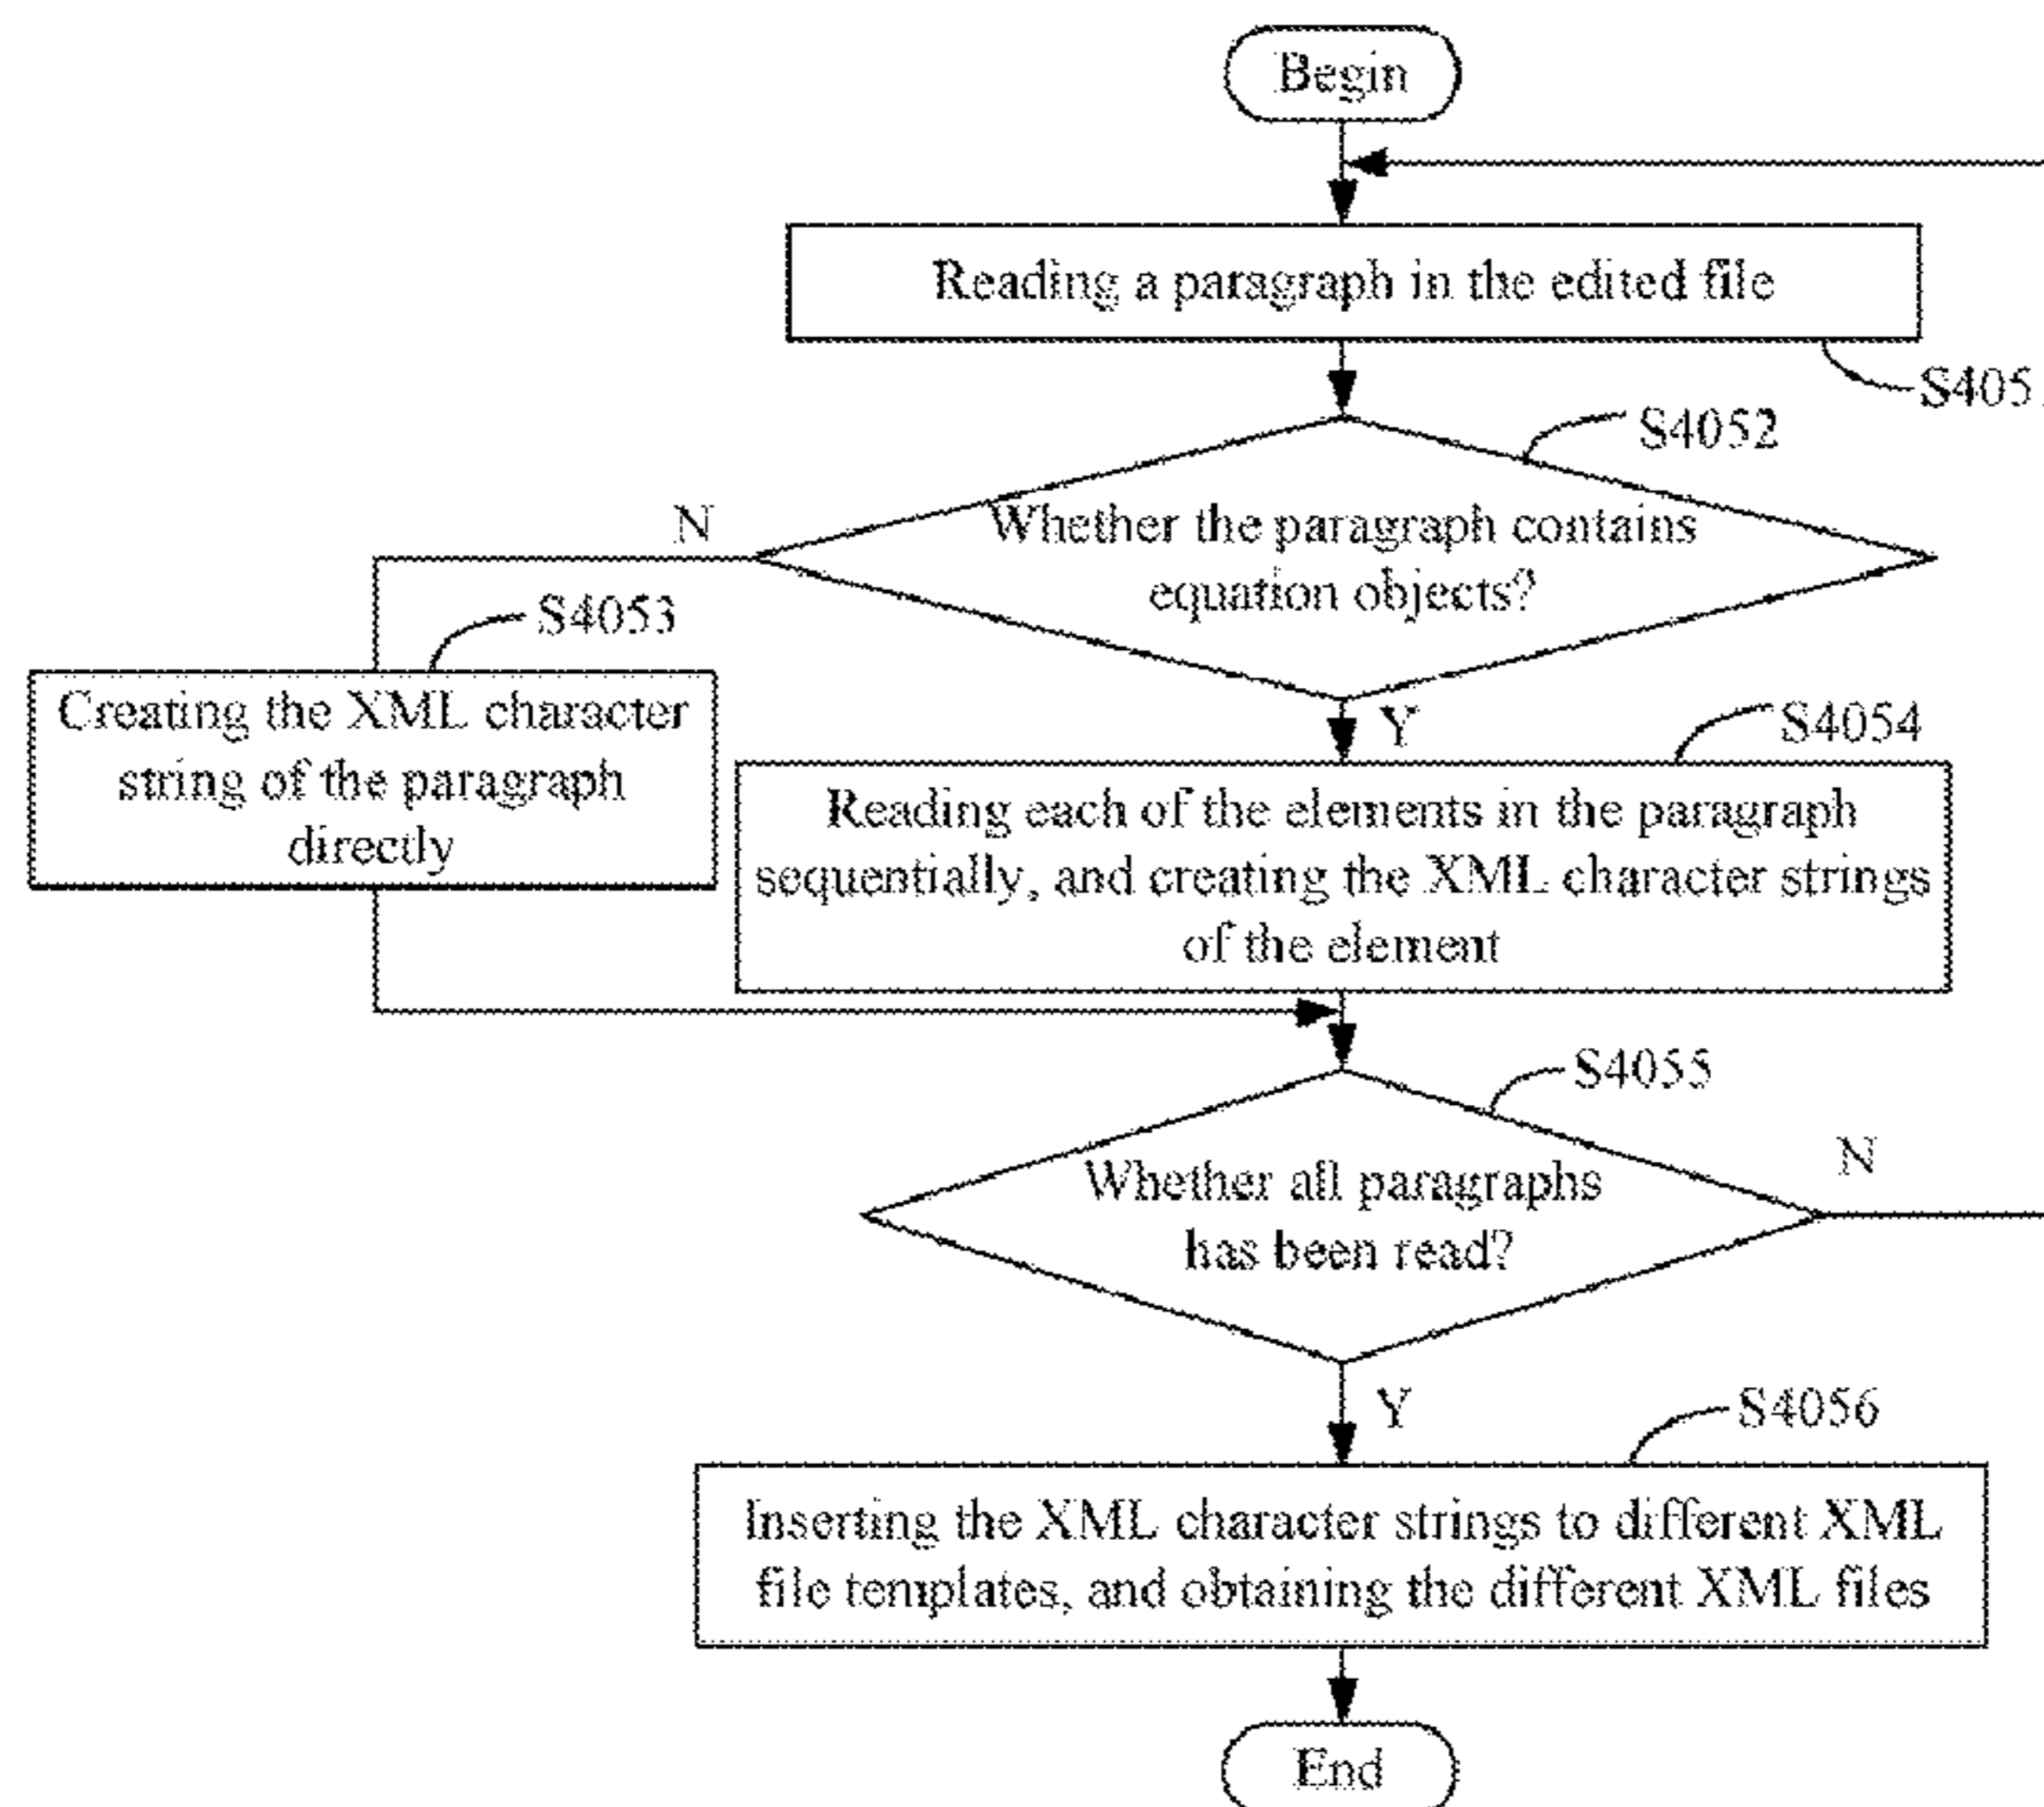 Begin
Reading a paragraph in the edited file
S405
S4052
Whether the paragraph contains
equation objects?
N
S4053
Creating the XML character
string of the paragraph
directly
Y
S4054
Reading each of the elements in the paragraph
sequentially, and creating the XML character strings
of the element
S4055
Whether all paragraphs
has been read?
N
Y
S4056
Inserting the XML character strings to different XML
file templates, and obtaining the different XML files
End